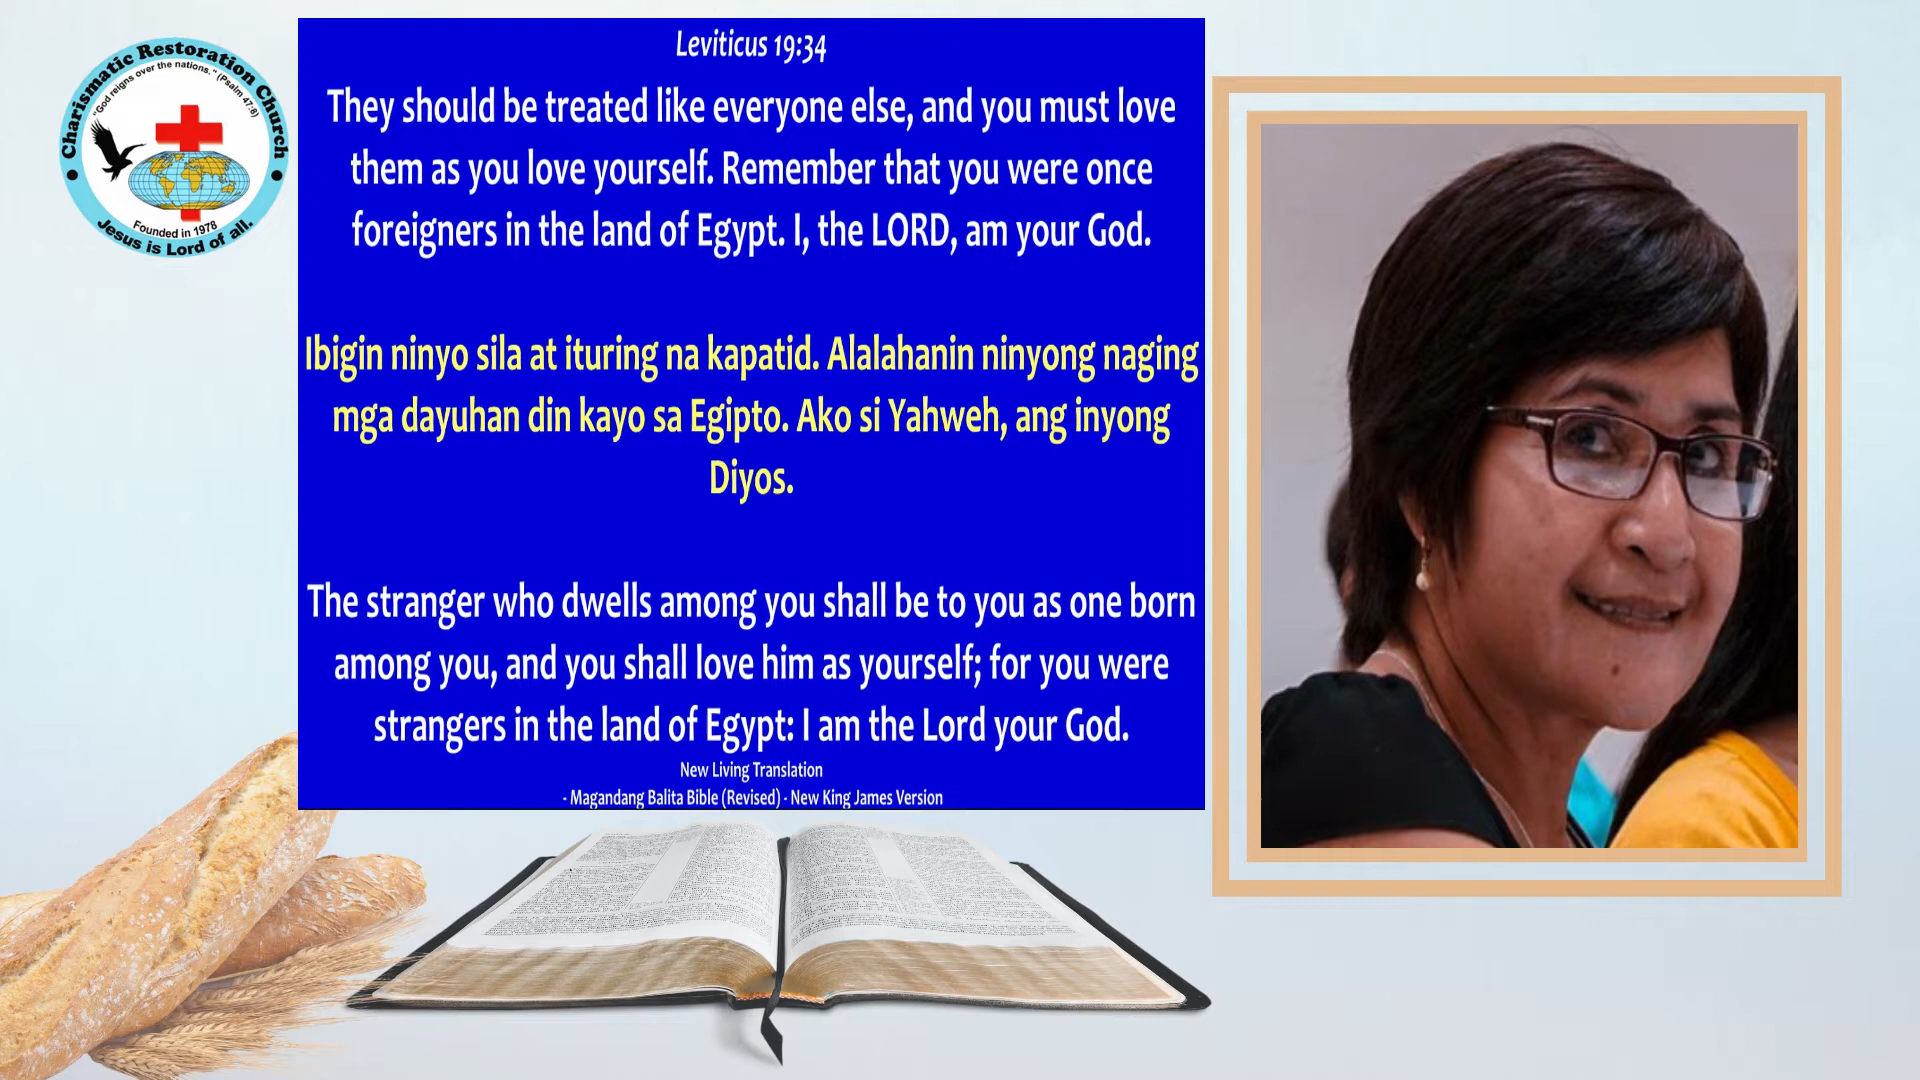 Charismatic Restoration Church
"God reigns over the nations." (Psalm 47:8)
Founded in 1978
Jesus is Lord of all.
Leviticus 19:34
They should be treated like everyone else, and you must love
them as you love yourself. Remember that you were once
foreigners in the land of Egypt. I, the LORD, am your God.
Ibigin ninyo sila at ituring na kapatid. Alalahanin ninyong naging
mga dayuhan din kayo sa Egipto. Ako si Yahweh, ang inyong
Diyos.
The stranger who dwells among you shall be to you as one born
among you, and you shall love him as yourself; for you were
strangers in the land of Egypt: I am the Lord your God.
New Living Translation
- Magandang Balita Bible (Revised) - New King James Version